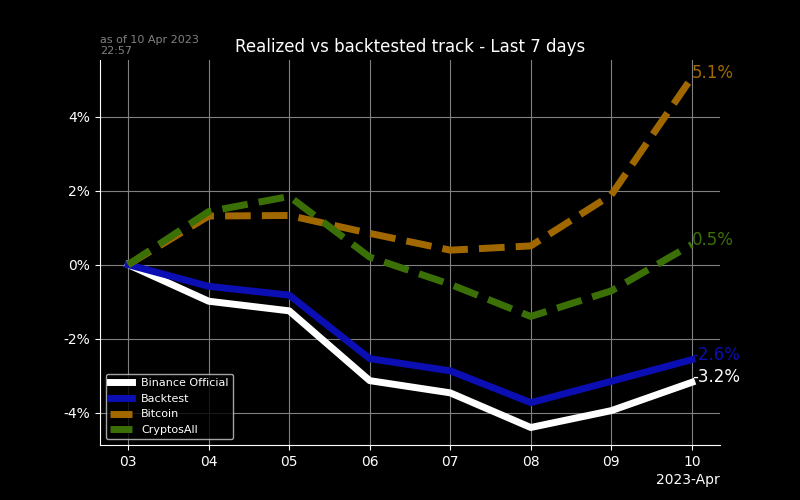 as of 10 Apr 2023
22:57
Realized vs backtested track - Last 7 days
5.1%
4%
2%
0.5%
0%
-2%
-2.6%
-3.2%
-4%
Binance Official
Backtest
Bitcoin
CryptosAll
03 04 05 06 07 08 09 10
2023-Apr